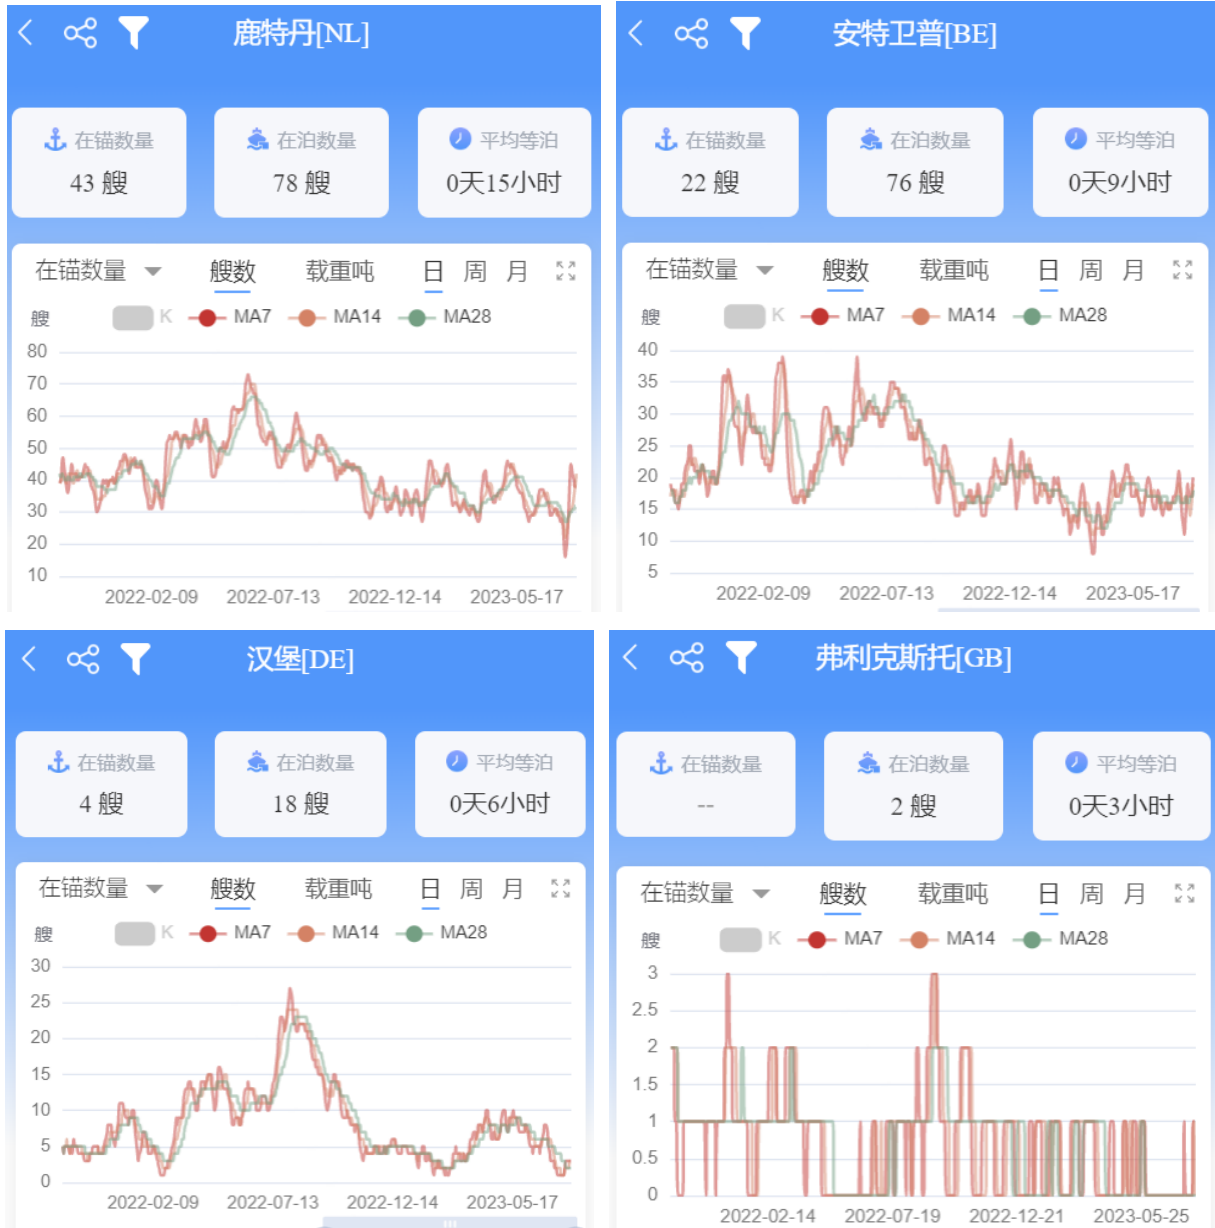 鹿特丹[NL]
在锚数量
在泊数量
平均等泊
43 艘
78 艘
0天15小时
在锚数量 艘数 载重吨 日 周 月
艘 K MA7 MA14 MA28
80
70
60
50
40
30
20
10
2022-02-09 2022-07-13 2022-12-14 2023-05-17
安特卫普[BE]
在锚数量
在泊数量
平均等泊
22 艘
76 艘
0天9小时
在锚数量 艘数 载重吨 日 周 月
艘 K MA7 MA14 MA28
40
35
30
25
20
15
10
5
2022-02-09 2022-07-13 2022-12-14 2023-05-17
汉堡[DE]
在锚数量
在泊数量
平均等泊
4 艘
18 艘
0天6小时
在锚数量 艘数 载重吨 日 周 月
艘 K MA7 MA14 MA28
30
25
20
15
10
5
0
2022-02-09 2022-07-13 2022-12-14 2023-05-17
弗利克斯托[GB]
在锚数量
在泊数量
平均等泊
--
2 艘
0天3小时
在锚数量 艘数 载重吨 日 周 月
艘 K MA7 MA14 MA28
3
2.5
2
1.5
1
0.5
0
2022-02-14 2022-07-19 2022-12-21 2023-05-25